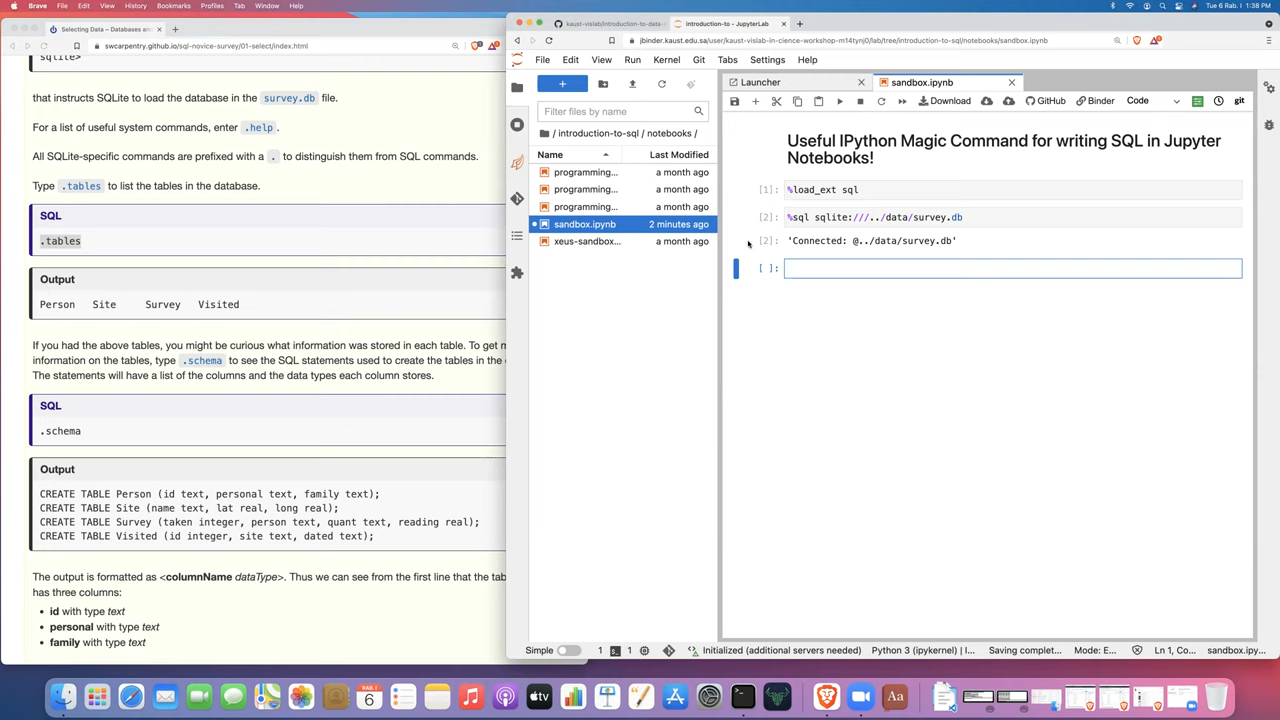 Brave File Edit View History Bookmarks Profiles Tab Window Help
Tue 6 Rab. I 1:38 PM
Selecting Data – Databases and
swcarpentry.github.io/sql-novice-survey/01-select/index.html
sqlite>
that instructs SQLite to load the database in the survey.db file.
For a list of useful system commands, enter .help.
All SQLite-specific commands are prefixed with a . to distinguish them from SQL commands.
Type .tables to list the tables in the database.
SQL
.tables
Output
Person Site Survey Visited
If you had the above tables, you might be curious what information was stored in each table. To get m
information on the tables, type .schema to see the SQL statements used to create the tables in the
The statements will have a list of the columns and the data types each column stores.
SQL
.schema
Output
CREATE TABLE Person (id text, personal text, family text);
CREATE TABLE Site (name text, lat real, long real);
CREATE TABLE Survey (taken integer, person text, quant text, reading real);
CREATE TABLE Visited (id integer, site text, dated text);
The output is formatted as <columnName dataType>. Thus we can see from the first line that the tab
has three columns:
• id with type text
• personal with type text
• family with type text
kaust-vislab/introduction-to-data-
introduction-to - JupyterLab
jbinder.kaust.edu.sa/user/kaust-vislab-in-cience-workshop-m14tynj0/lab/tree/introduction-to-sql/notebooks/sandbox.ipynb
File Edit View Run Kernel Git Tabs Settings Help
Filter files by name
/ introduction-to-sql / notebooks /
Name Last Modified
programming... a month ago
programming... a month ago
programming... a month ago
sandbox.ipynb 2 minutes ago
xeus-sandbox... a month ago
Launcher
sandbox.ipynb
Download GitHub Binder Code git
Useful IPython Magic Command for writing SQL in Jupyter
Notebooks!
[1]: %load_ext sql
[2]: %sql sqlite:///../data/survey.db
[2]: 'Connected: @../data/survey.db'
[ ]:
Simple 1 1 Initialized (additional servers needed) Python 3 (ipykernel) | I... Saving complet... Mode: E... Ln 1, Co... sandbox.ipy...
6
tv
Aa